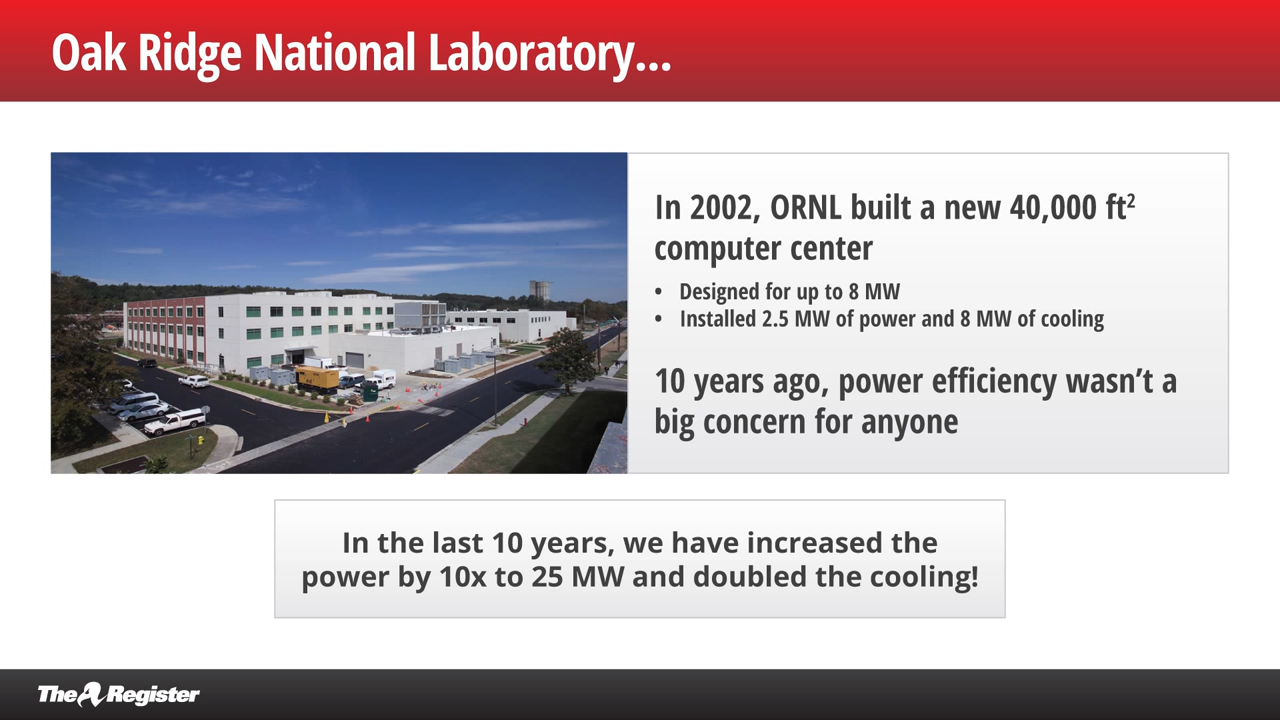 Oak Ridge National Laboratory...
In 2002, ORNL built a new 40,000 ft²
computer center
• Designed for up to 8 MW
• Installed 2.5 MW of power and 8 MW of cooling
10 years ago, power efficiency wasn’t a
big concern for anyone
In the last 10 years, we have increased the
power by 10x to 25 MW and doubled the cooling!
The Register